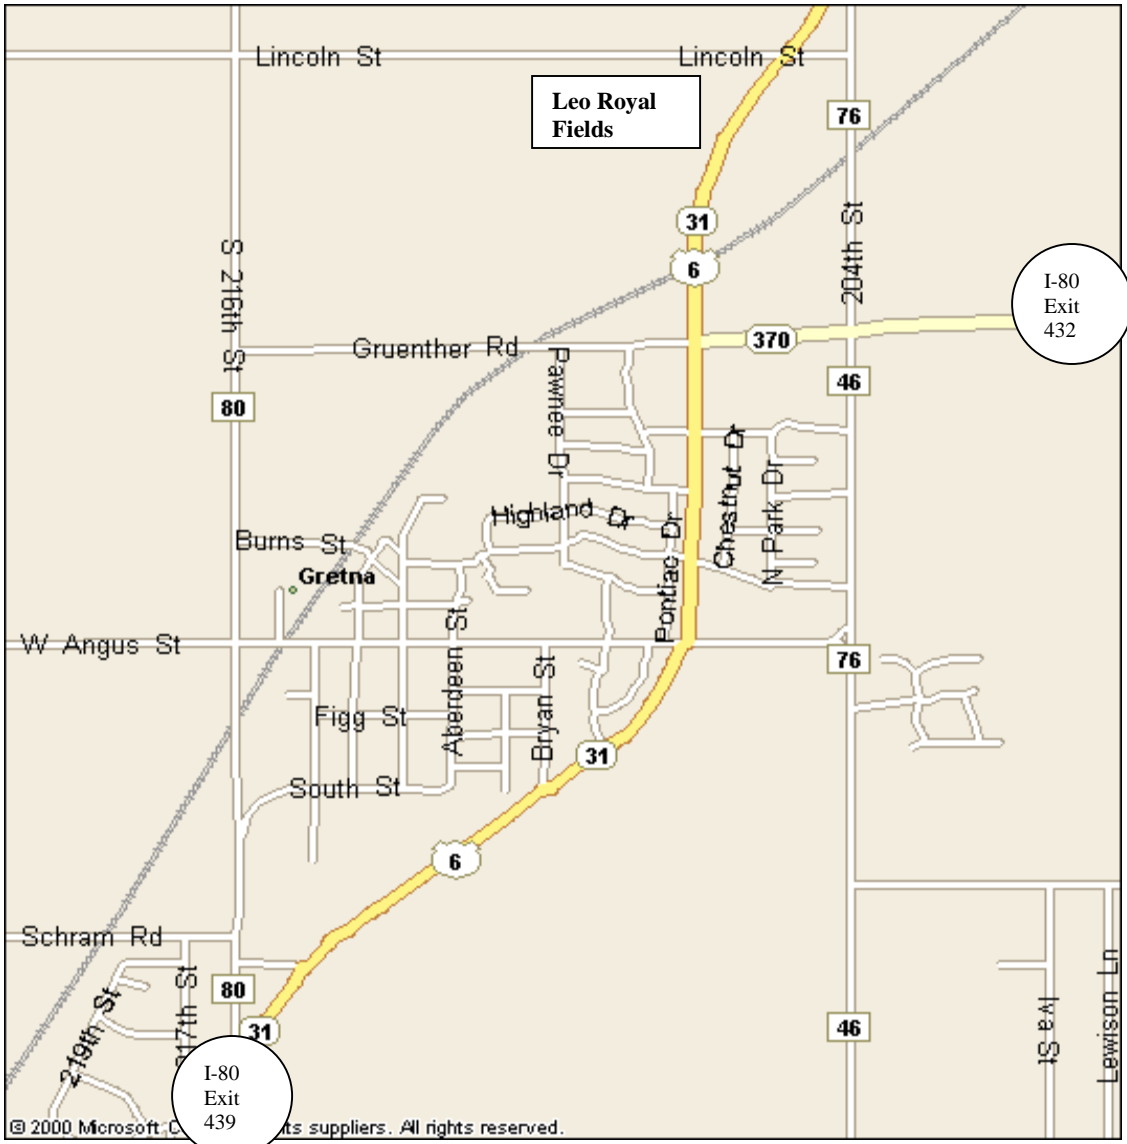 Lincoln St
Lincoln St
Leo Royal
Fields
76
31
204th St
S 216th St
6
I-80
Exit
432
370
Gruenther Rd
46
80
Pawnee Dr
Chestnut Dr
N Park Dr
Highland Dr
Pontiac Dr
Burns St
Gretna
W Angus St
76
Aberdeen St
Bryan St
Figg St
31
South St
6
Schram Rd
80
31
46
219th St
217th St
Iva St
Lewison Ln
I-80
Exit
439
© 2000 Microsoft C its suppliers. All rights reserved.